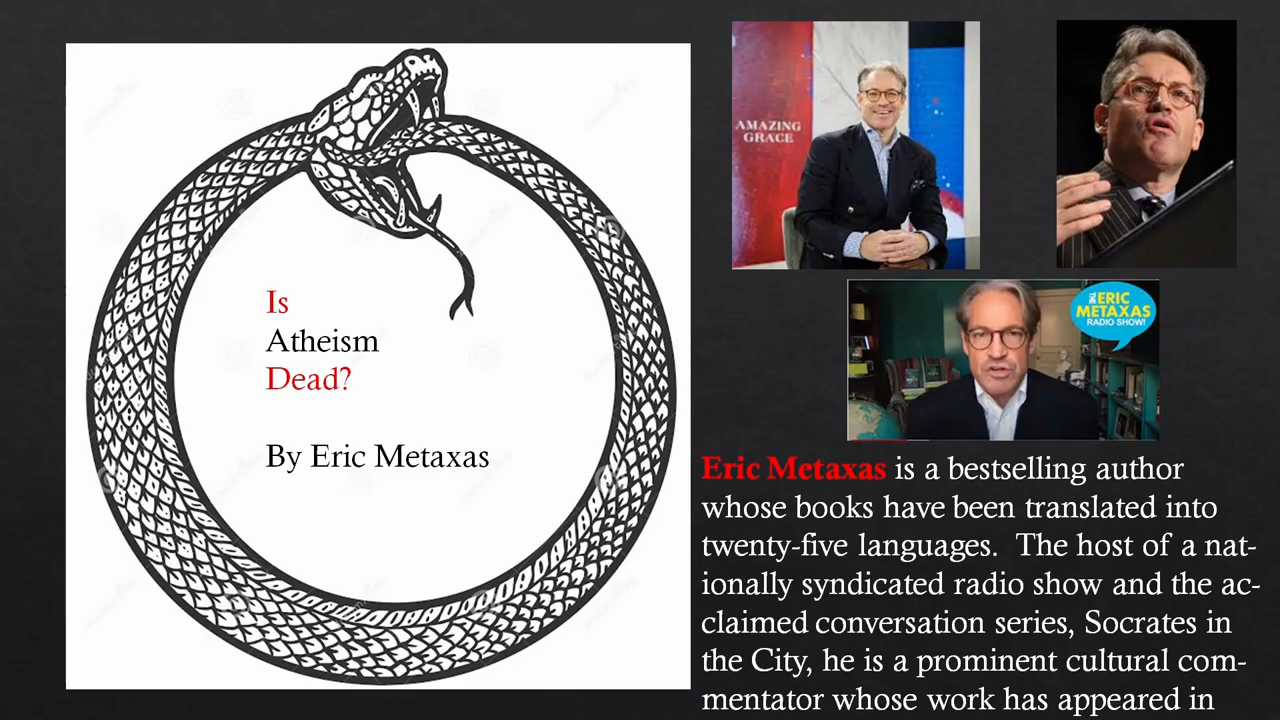 Is
Atheism
Dead?
By Eric Metaxas
AMAZING
GRACE
THE ERIC
METAXAS
RADIO SHOW!
Eric Metaxas is a bestselling author
whose books have been translated into
twenty-five languages.  The host of a nat-
ionally syndicated radio show and the ac-
claimed conversation series, Socrates in
the City, he is a prominent cultural com-
mentator whose work has appeared in